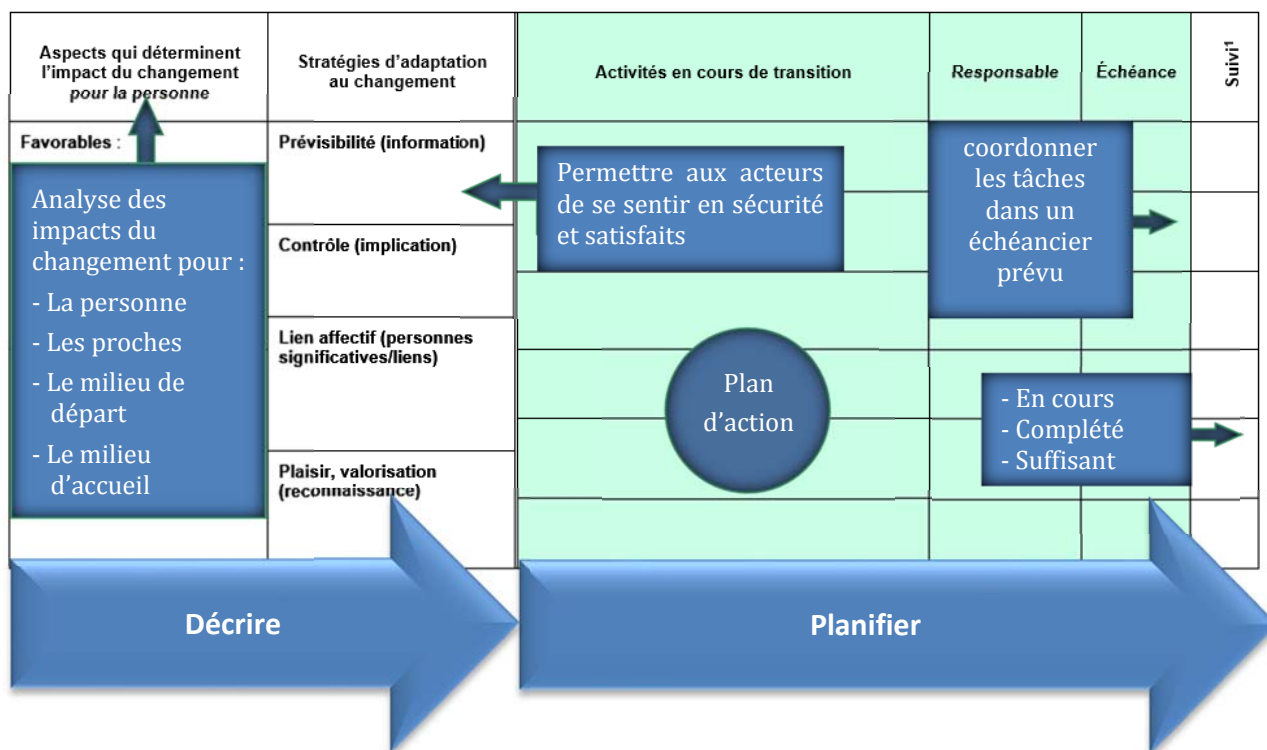 Aspects qui déterminent
l'impact du changement
pour la personne
Stratégies d'adaptation
au changement
Activités en cours de transition
Responsable
Échéance
Suivi¹
Favorables :
Analyse des
impacts du
changement pour :
- La personne
- Les proches
- Le milieu de
départ
- Le milieu
d'accueil
Prévisibilité (information)
Contrôle (implication)
Lien affectif (personnes
significatives/liens)
Plaisir, valorisation
(reconnaissance)
Permettre aux acteurs
de se sentir en sécurité
et satisfaits
Plan
d'action
coordonner
les tâches
dans un
échéancier
prévu
- En cours
- Complété
- Suffisant
Décrire
Planifier